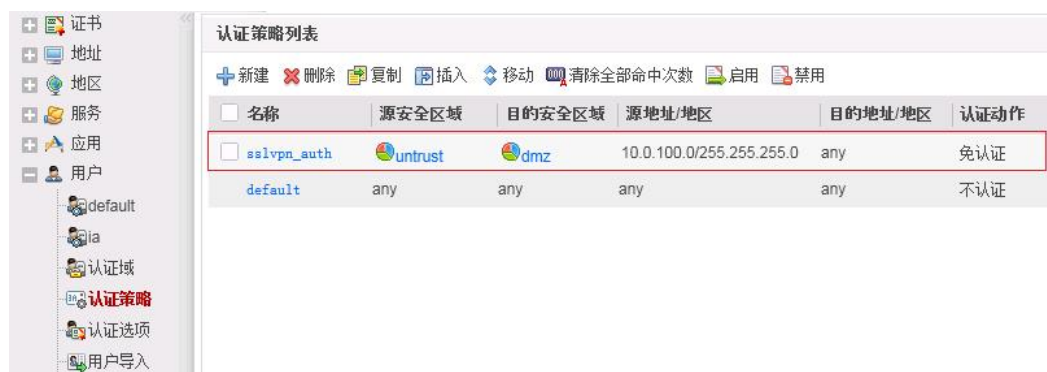 证书
地址
地区
服务
应用
用户
default
ia
认证域
认证策略
认证选项
用户导入
认证策略列表
新建 删除 复制 插入 移动 清除全部命中次数 启用 禁用
名称 源安全区域 目的安全区域 源地址/地区 目的地址/地区 认证动作
sslvpn_auth untrust dmz 10.0.100.0/255.255.255.0 any 免认证
default any any any any 不认证